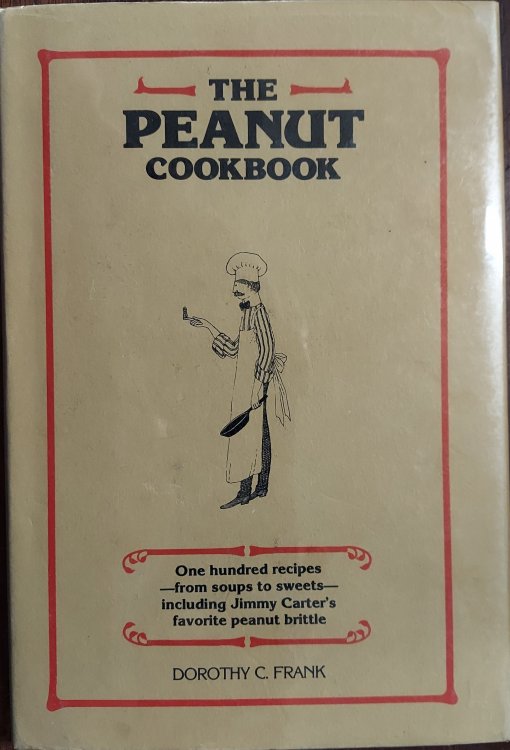 THE
PEANUT
COOKBOOK
One hundred recipes
—from soups to sweets—
including Jimmy Carter's
favorite peanut brittle
DOROTHY C. FRANK